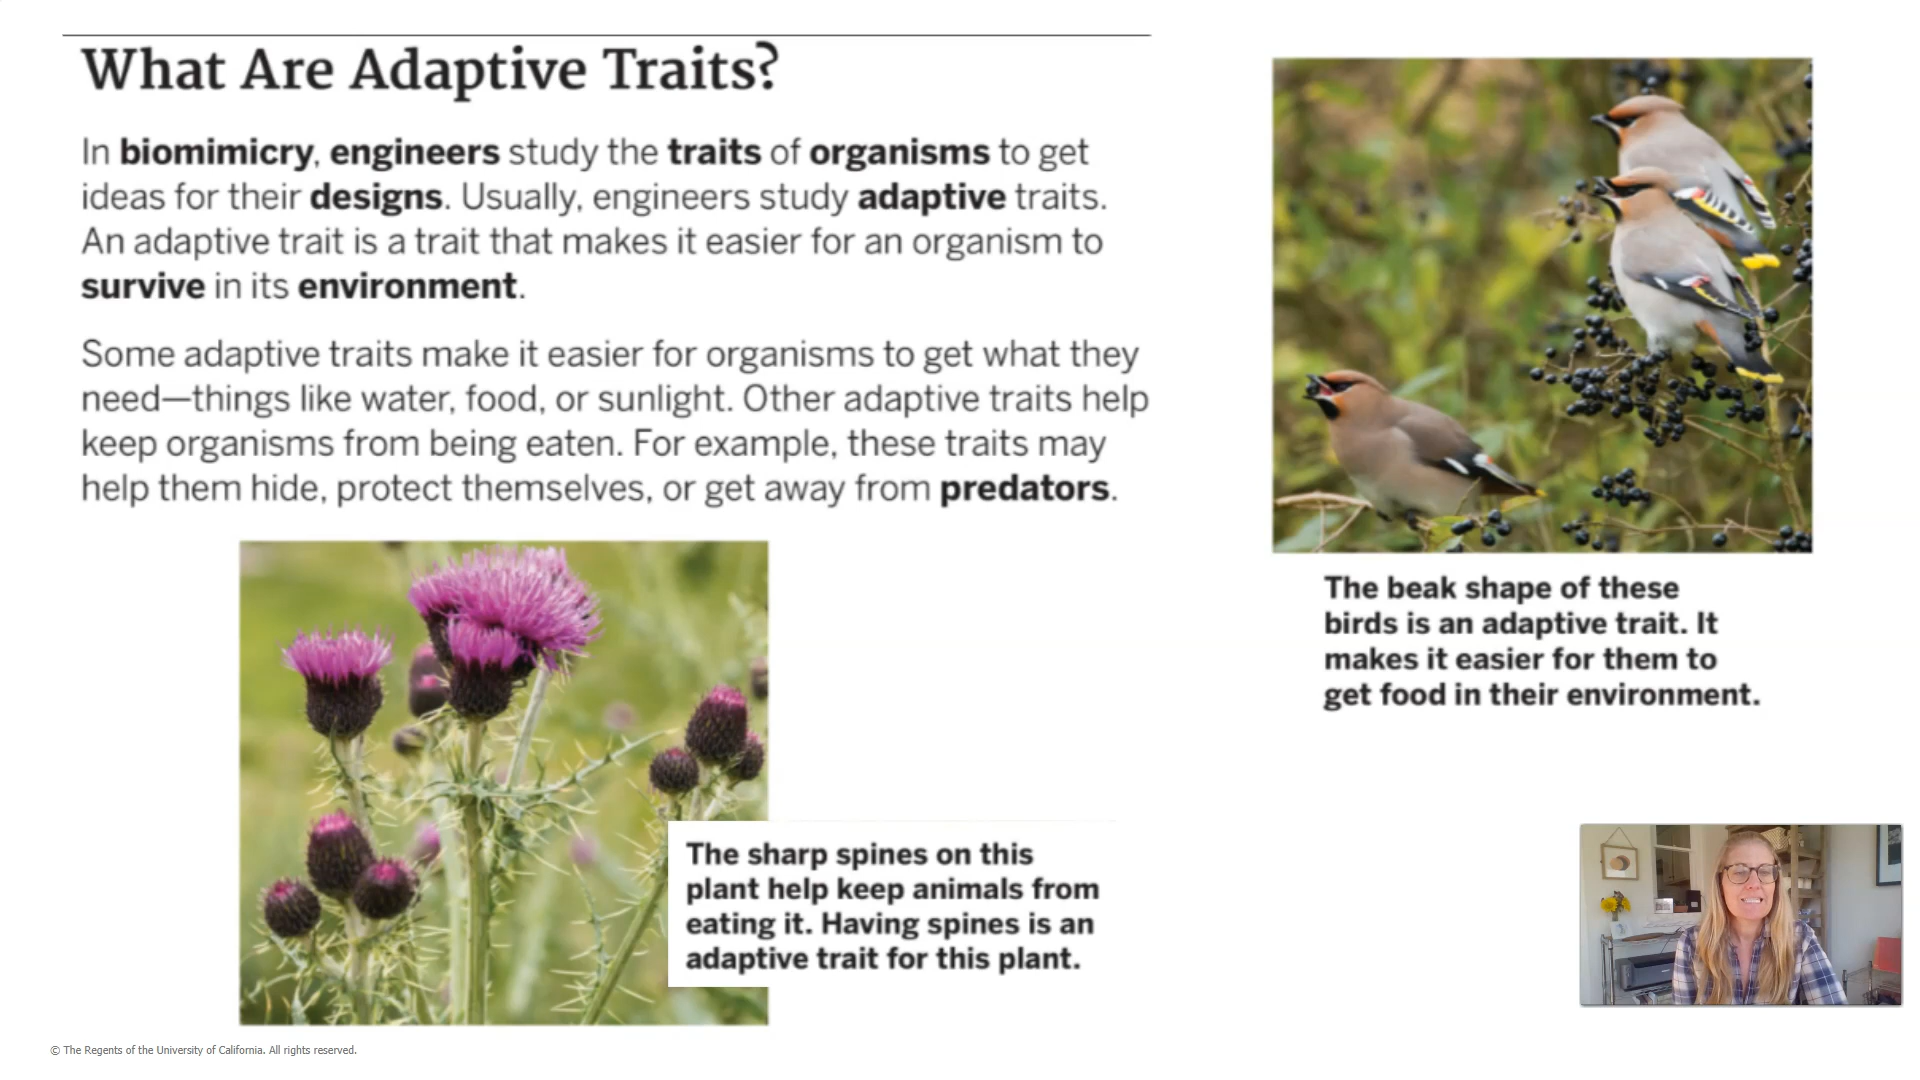 What Are Adaptive Traits?
In biomimicry, engineers study the traits of organisms to get
ideas for their designs. Usually, engineers study adaptive traits.
An adaptive trait is a trait that makes it easier for an organism to
survive in its environment.
Some adaptive traits make it easier for organisms to get what they
need—things like water, food, or sunlight. Other adaptive traits help
keep organisms from being eaten. For example, these traits may
help them hide, protect themselves, or get away from predators.
The beak shape of these
birds is an adaptive trait. It
makes it easier for them to
get food in their environment.
The sharp spines on this
plant help keep animals from
eating it. Having spines is an
adaptive trait for this plant.
© The Regents of the University of California. All rights reserved.